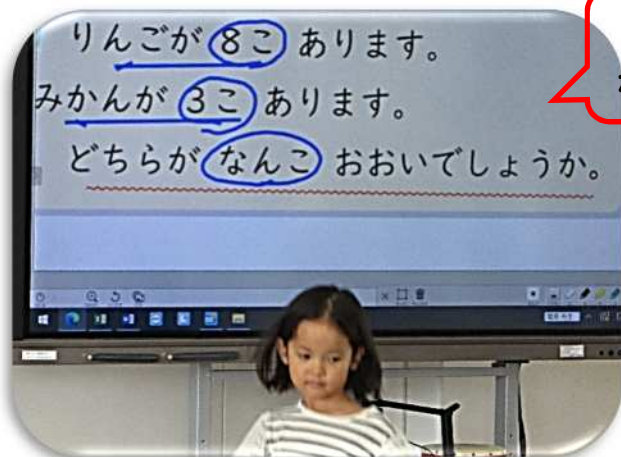 りんごが8こあります。
みかんが3こあります。
どちらがなんこおおいでしょうか。